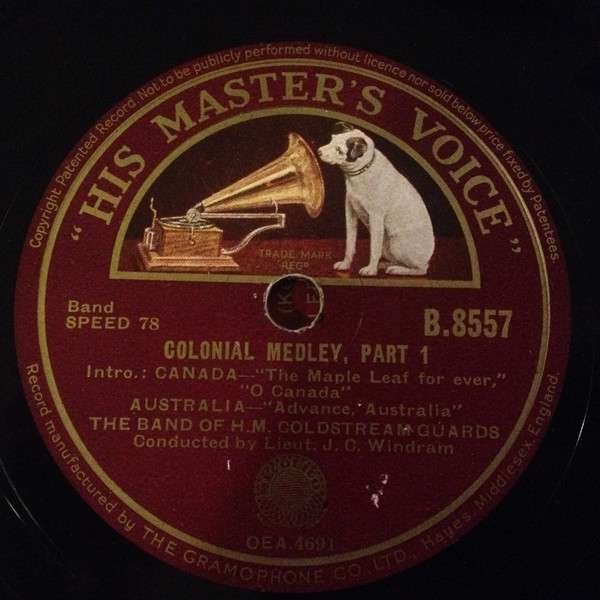 Copyright Patented Record. Not to be publicly performed without licence nor sold below price fixed by Patentees.
"HIS MASTER'S VOICE"
TRADE MARK
REGD
Band
SPEED 78
B.8557
COLONIAL MEDLEY, PART 1
Intro.: CANADA—"The Maple Leaf for ever,"
"O Canada"
AUSTRALIA—"Advance, Australia"
THE BAND OF H.M. COLDSTREAM GUARDS
Conducted by Lieut. J. C. Windram
OEA.4691
Record manufactured by THE GRAMOPHONE CO. LTD., Hayes, Middlesex, England.